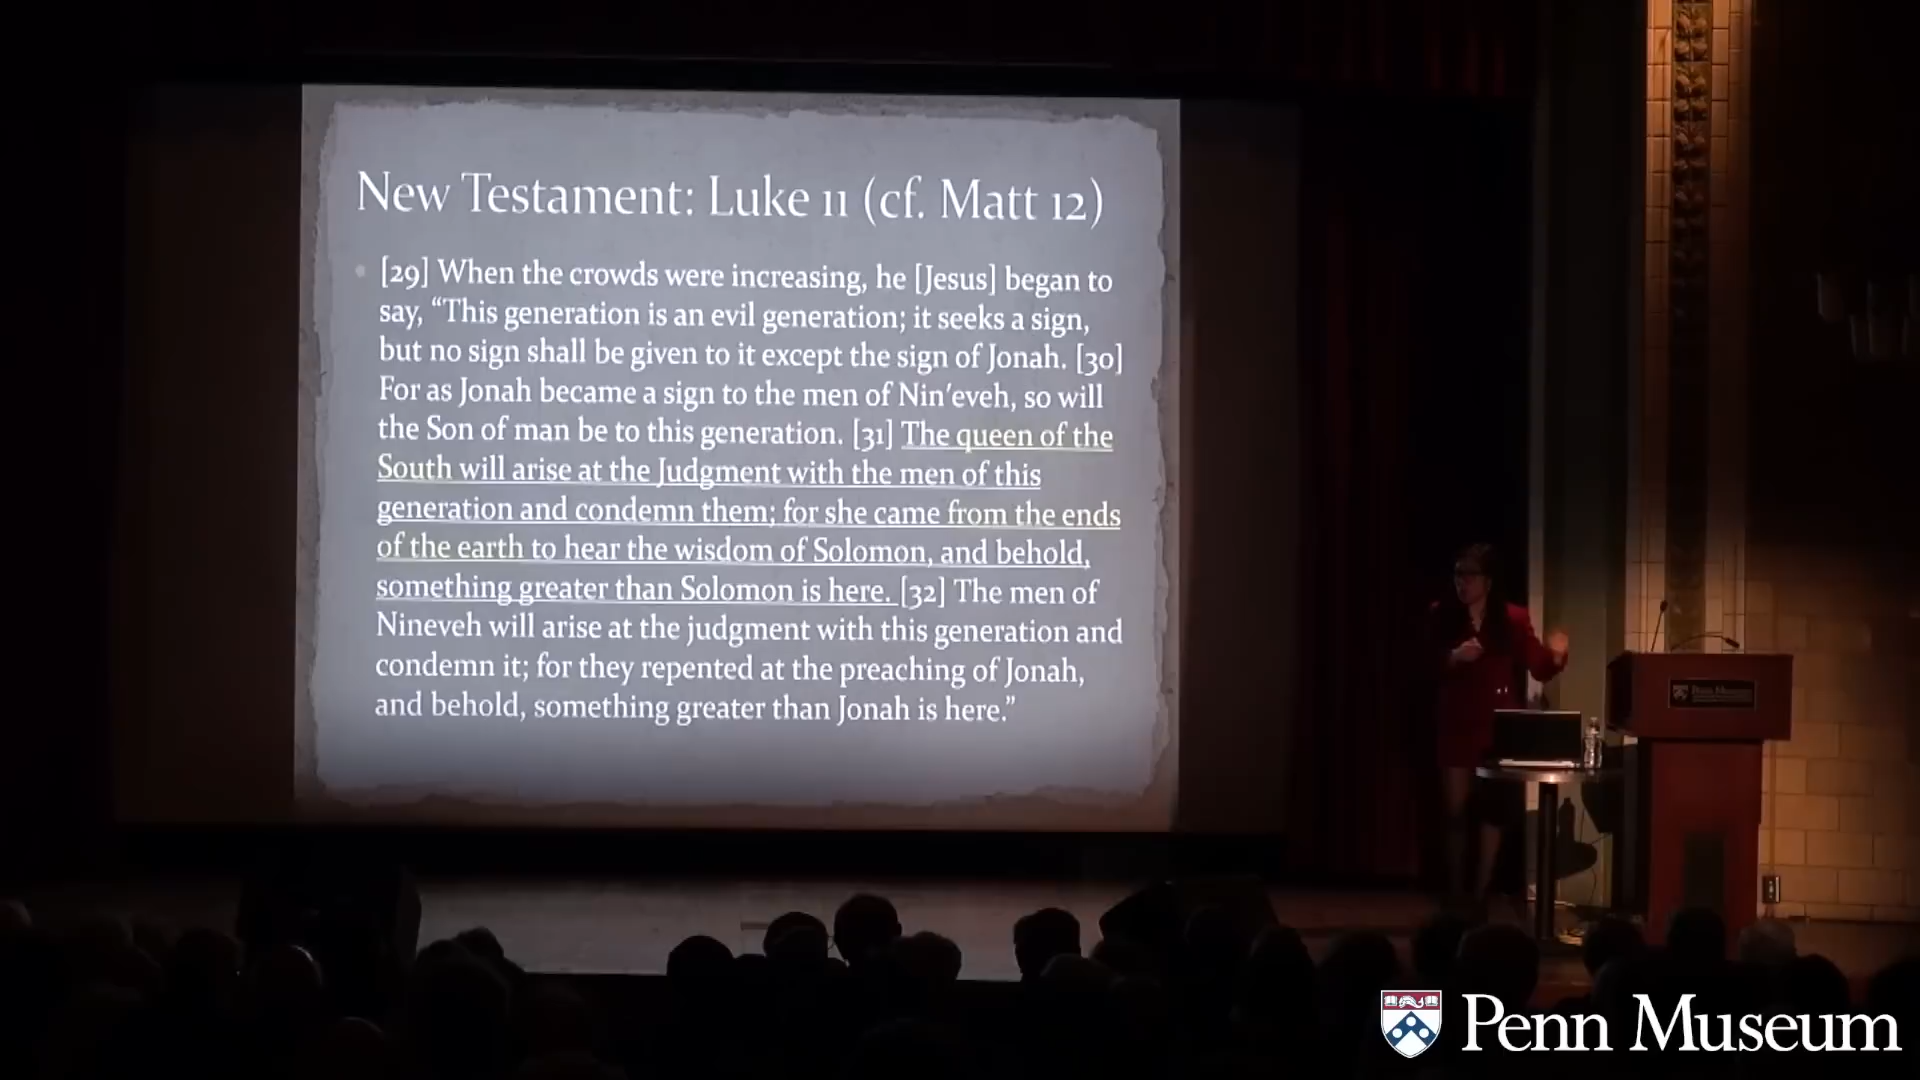 New Testament: Luke 11 (cf. Matt 12)
[29] When the crowds were increasing, he [Jesus] began to
say, “This generation is an evil generation; it seeks a sign,
but no sign shall be given to it except the sign of Jonah. [30]
For as Jonah became a sign to the men of Nin’eveh, so will
the Son of man be to this generation. [31] The queen of the
South will arise at the Judgment with the men of this
generation and condemn them; for she came from the ends
of the earth to hear the wisdom of Solomon, and behold,
something greater than Solomon is here. [32] The men of
Nineveh will arise at the judgment with this generation and
condemn it; for they repented at the preaching of Jonah,
and behold, something greater than Jonah is here.”
Penn Museum
Penn Museum